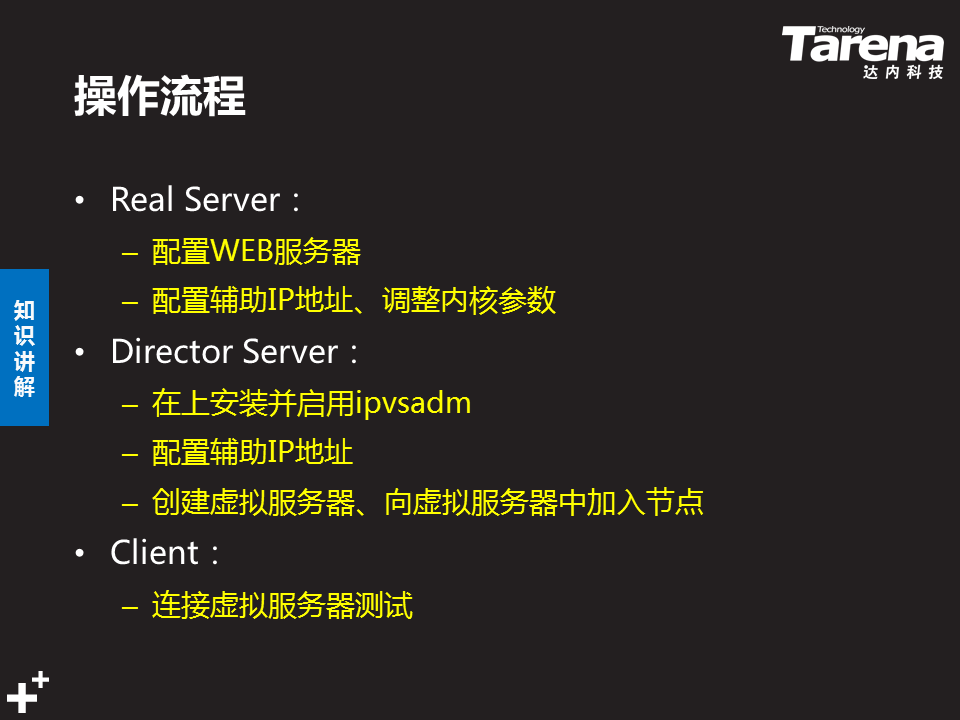 Technology
Tarena
达内科技
操作流程
• Real Server：
– 配置WEB服务器
– 配置辅助IP地址、调整内核参数
• Director Server：
– 在上安装并启用ipvsadm
– 配置辅助IP地址
– 创建虚拟服务器、向虚拟服务器中加入节点
• Client：
– 连接虚拟服务器测试
知
识
讲
解